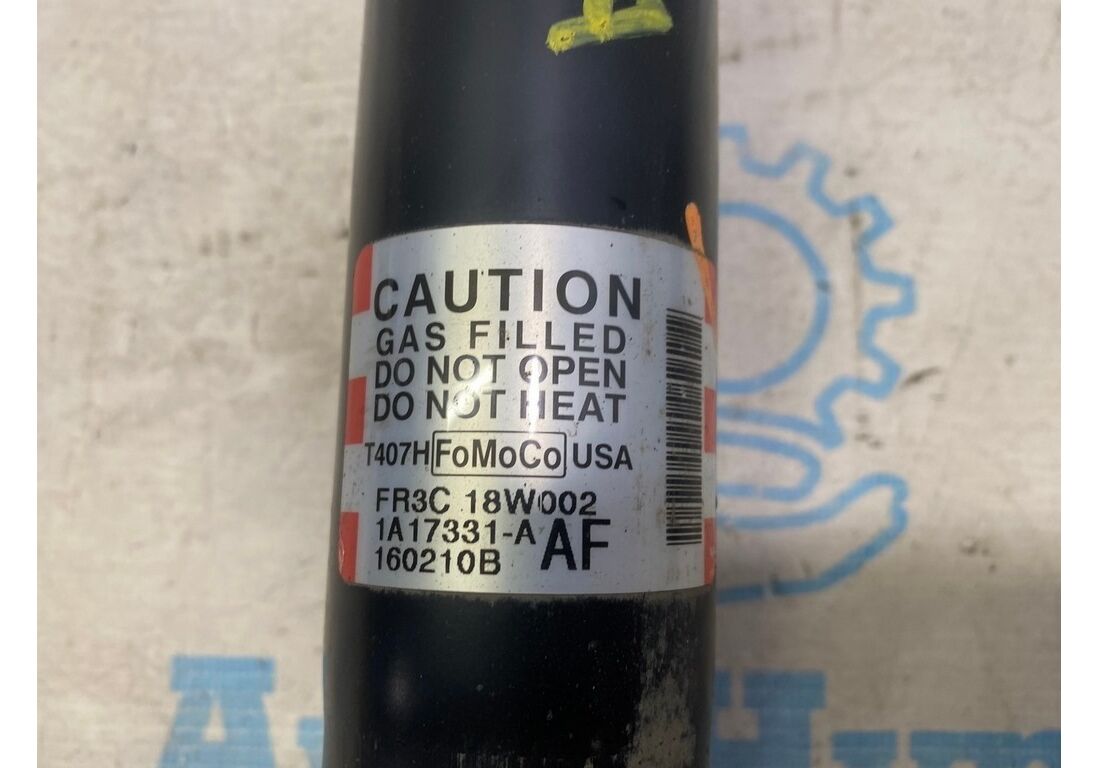 CAUTION
GAS FILLED
DO NOT OPEN
DO NOT HEAT
T407H FoMoCo USA
FR3C 18W002
1A17331-A AF
160210B